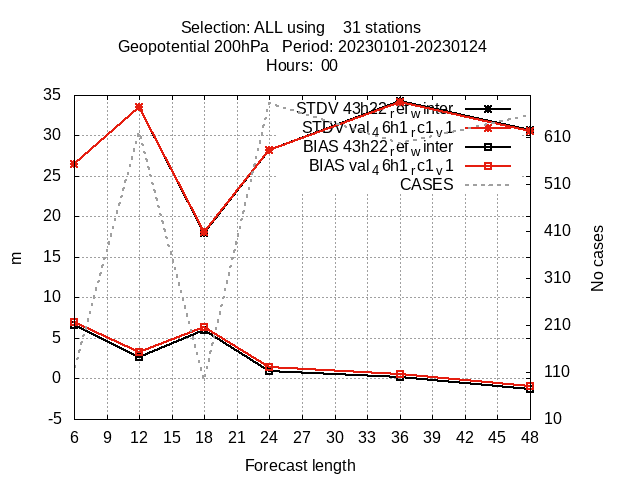 Selection: ALL using 31 stations
Geopotential 200hPa Period: 20230101-20230124
Hours: 00
35
30
25
20
15
10
5
0
-5
m
STDV 43h22_ref_winter
STDV val_46h1_rc1_v1
BIAS 43h22_ref_winter
BIAS val_46h1_rc1_v1
CASES
610
510
410
310
210
110
10
No cases
6 9 12 15 18 21 24 27 30 33 36 39 42 45 48
Forecast length